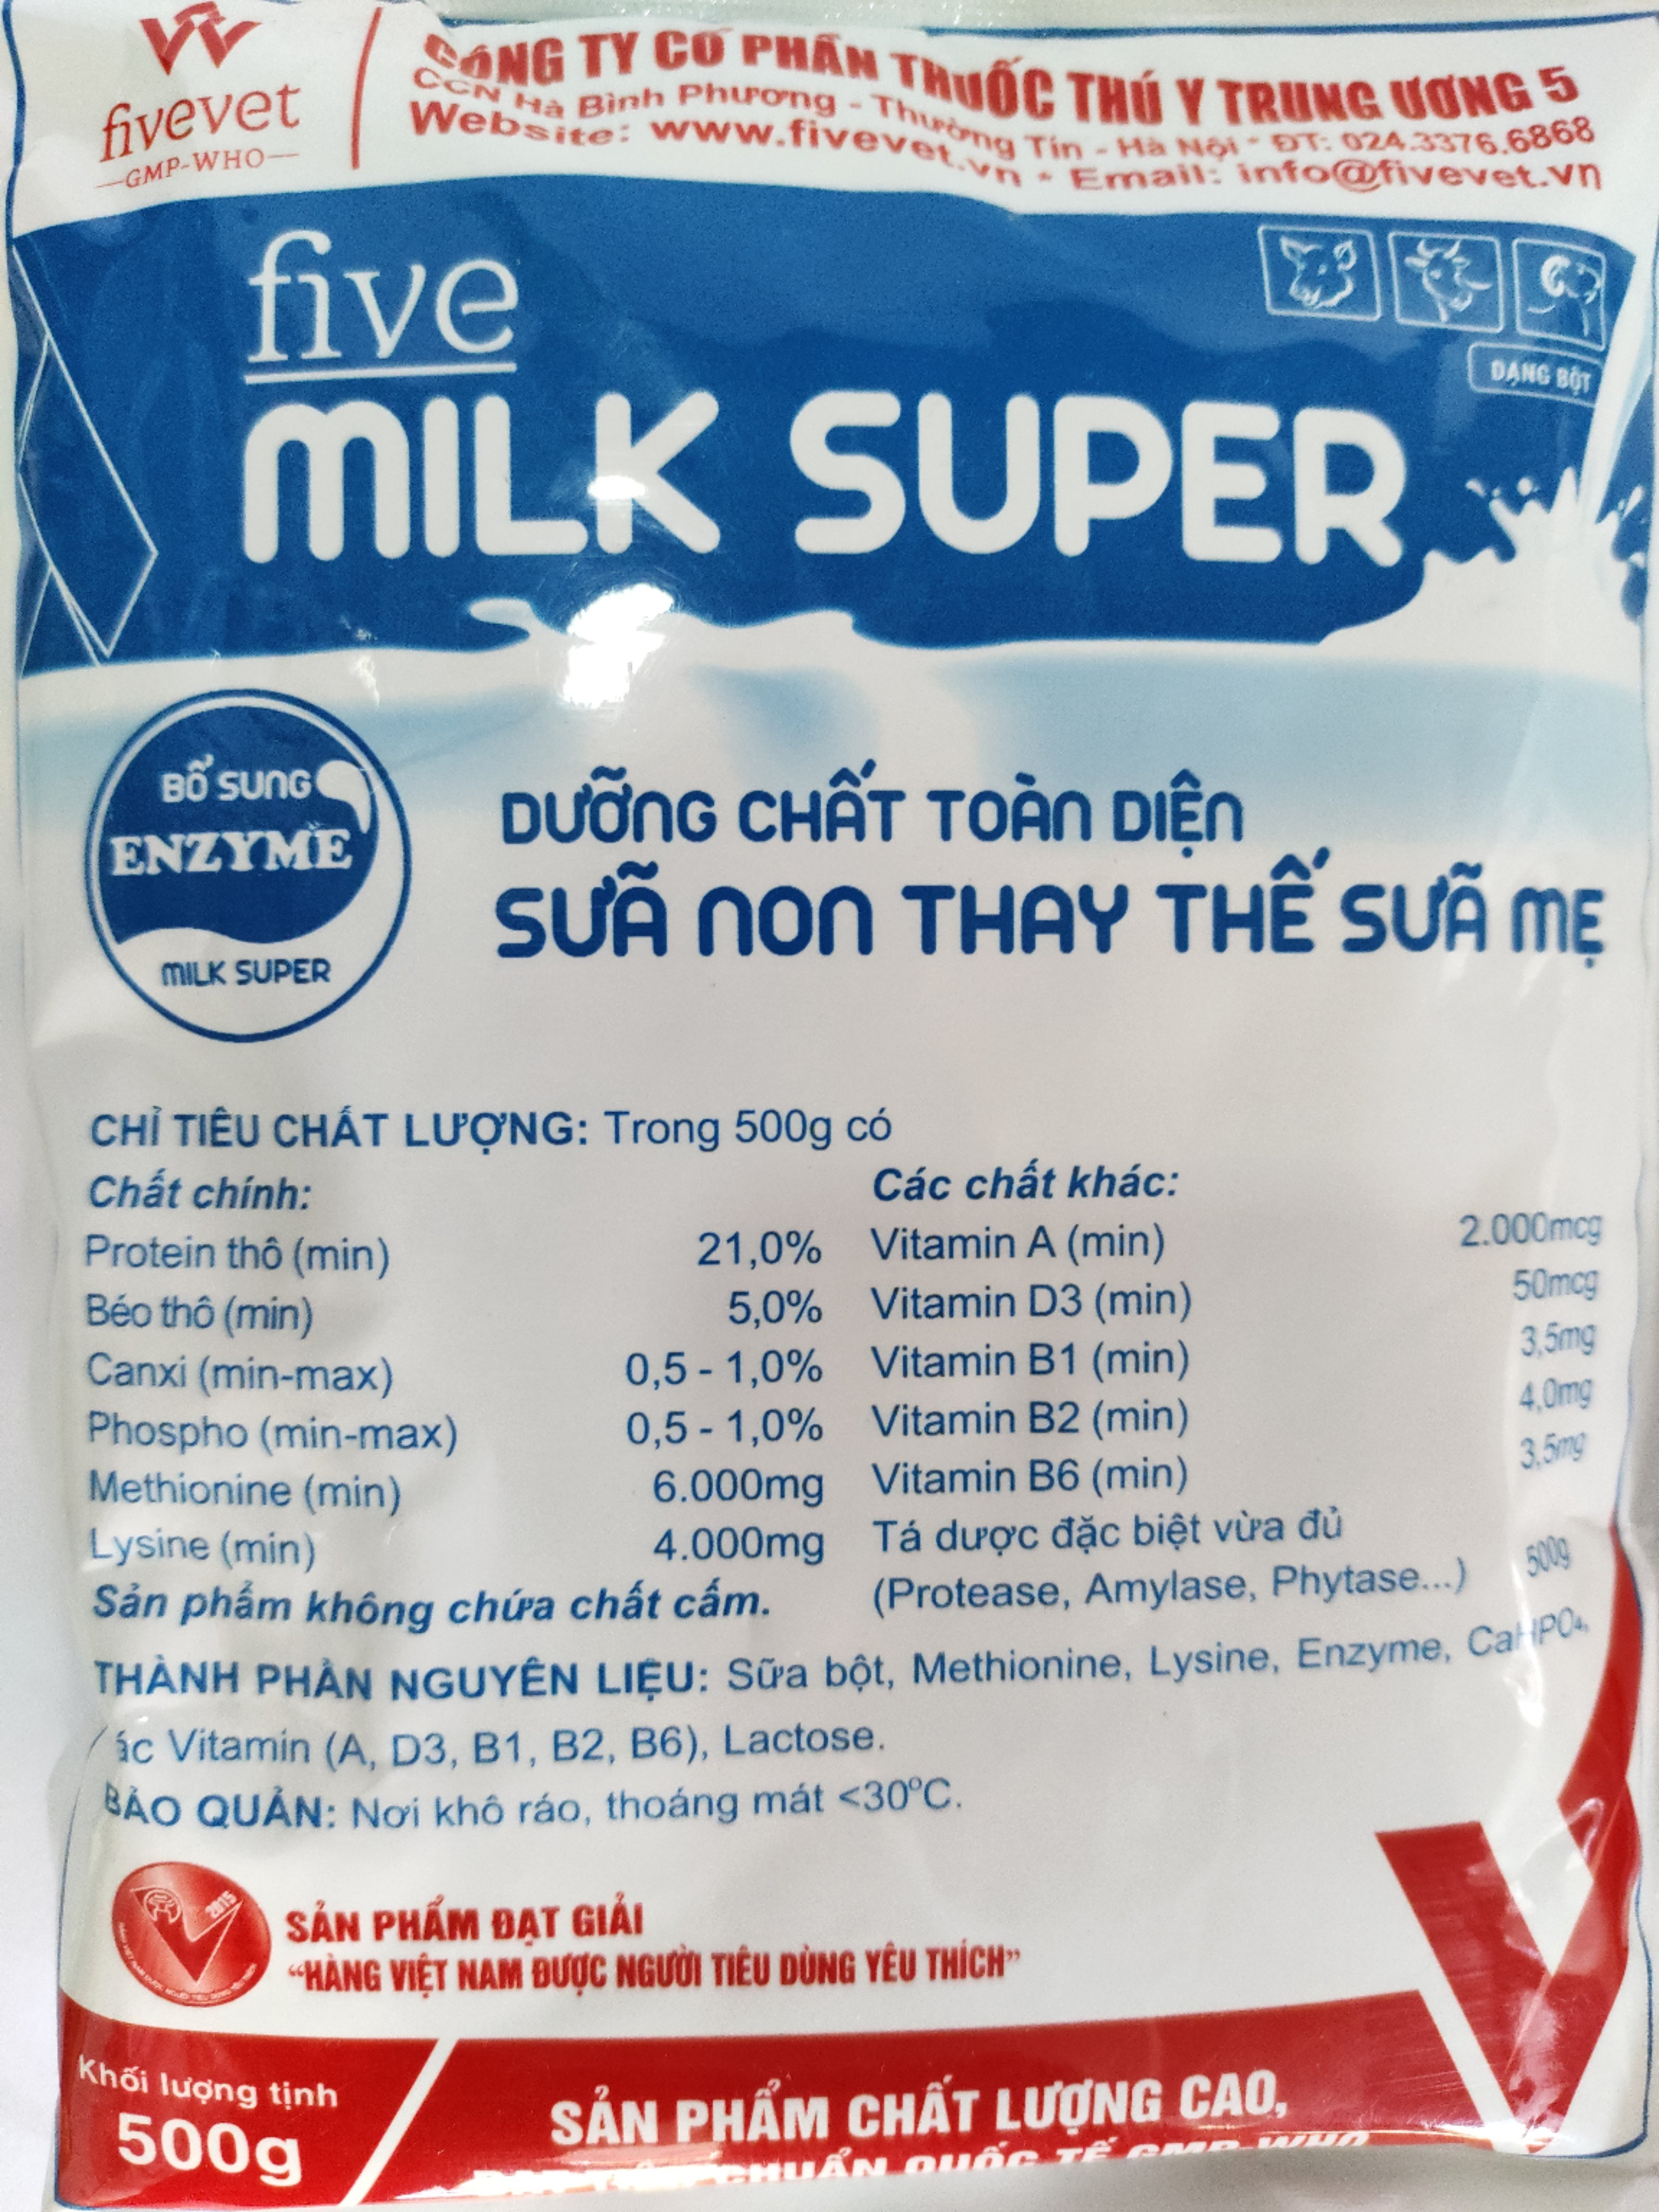 fivevet
GMP-WHO
CÔNG TY CỔ PHẦN THUỐC THÚ Y TRUNG ƯƠNG 5
CCN Hà Bình Phương - Thường Tín - Hà Nội * ĐT: 024.3376.6868
Website: www.fivevet.vn * Email: info@fivevet.vn
five
MILK SUPER
DẠNG BỘT
BỔ SUNG
ENZYME
MILK SUPER
DƯỠNG CHẤT TOÀN DIỆN
SỮA NON THAY THẾ SỮA MẸ
CHỈ TIÊU CHẤT LƯỢNG: Trong 500g có
Chất chính:
Protein thô (min) 21,0%
Béo thô (min) 5,0%
Canxi (min-max) 0,5 - 1,0%
Phospho (min-max) 0,5 - 1,0%
Methionine (min) 6.000mg
Lysine (min) 4.000mg
Sản phẩm không chứa chất cấm.
Các chất khác:
Vitamin A (min) 2.000mcg
Vitamin D3 (min) 50mcg
Vitamin B1 (min) 3,5mg
Vitamin B2 (min) 4,0mg
Vitamin B6 (min) 3,5mg
Tá dược đặc biệt vừa đủ
(Protease, Amylase, Phytase...) 500g
THÀNH PHẦN NGUYÊN LIỆU: Sữa bột, Methionine, Lysine, Enzyme, CaHPO₄,
các Vitamin (A, D3, B1, B2, B6), Lactose.
BẢO QUẢN: Nơi khô ráo, thoáng mát <30°C.
2015
SẢN PHẨM ĐẠT GIẢI
“HÀNG VIỆT NAM ĐƯỢC NGƯỜI TIÊU DÙNG YÊU THÍCH”
Khối lượng tịnh
500g
SẢN PHẨM CHẤT LƯỢNG CAO,
CHUẨN QUỐC TẾ GMP-WHO